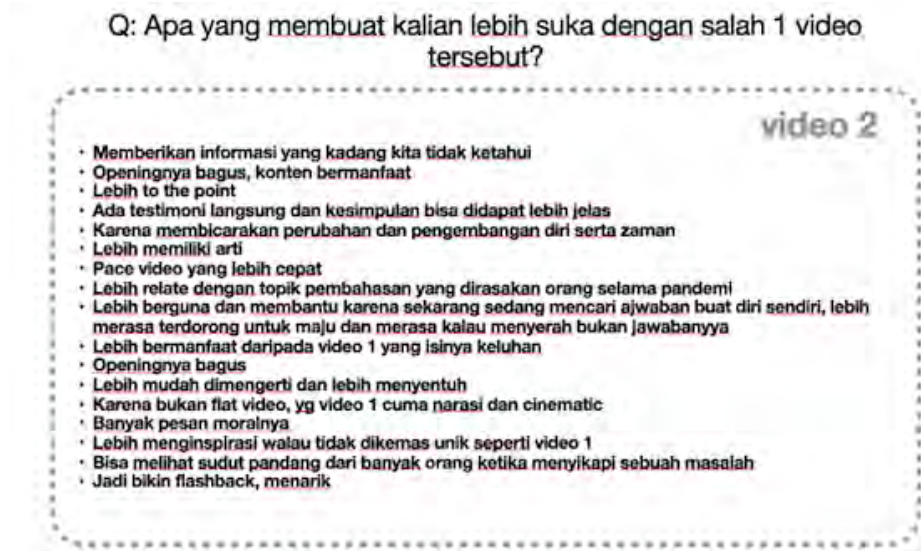 Q: Apa yang membuat kalian lebih suka dengan salah 1 video
tersebut?
video 2
· Memberikan informasi yang kadang kita tidak ketahui
· Openingnya bagus, konten bermanfaat
· Lebih to the point
· Ada testimoni langsung dan kesimpulan bisa didapat lebih jelas
· Karena membicarakan perubahan dan pengembangan diri serta zaman
· Lebih memiliki arti
· Pace video yang lebih cepat
· Lebih relate dengan topik pembahasan yang dirasakan orang selama pandemi
· Lebih berguna dan membantu karena sekarang sedang mencari ajwaban buat diri sendiri, lebih
merasa terdorong untuk maju dan merasa kalau menyerah bukan jawabanyya
· Lebih bermanfaat daripada video 1 yang isinya keluhan
· Openingnya bagus
· Lebih mudah dimengerti dan lebih menyentuh
· Karena bukan flat video, yg video 1 cuma narasi dan cinematic
· Banyak pesan moralnya
· Lebih menginspirasi walau tidak dikemas unik seperti video 1
· Bisa melihat sudut pandang dari banyak orang ketika menyikapi sebuah masalah
· Jadi bikin flashback, menarik